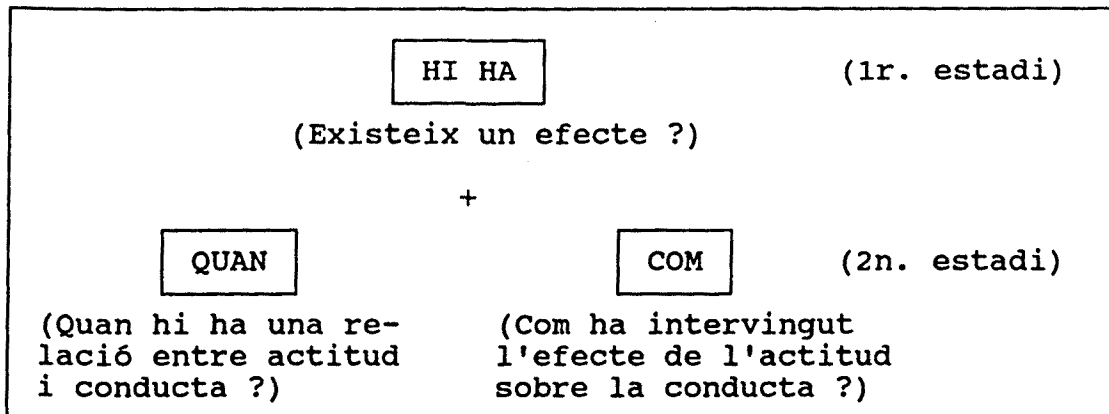 HI HA (1r. estadi)
(Existeix un efecte ?)
+
QUAN COM (2n. estadi)
(Quan hi ha una re- (Com ha intervingut
lació entre actitud l'efecte de l'actitud
i conducta ?) sobre la conducta ?)